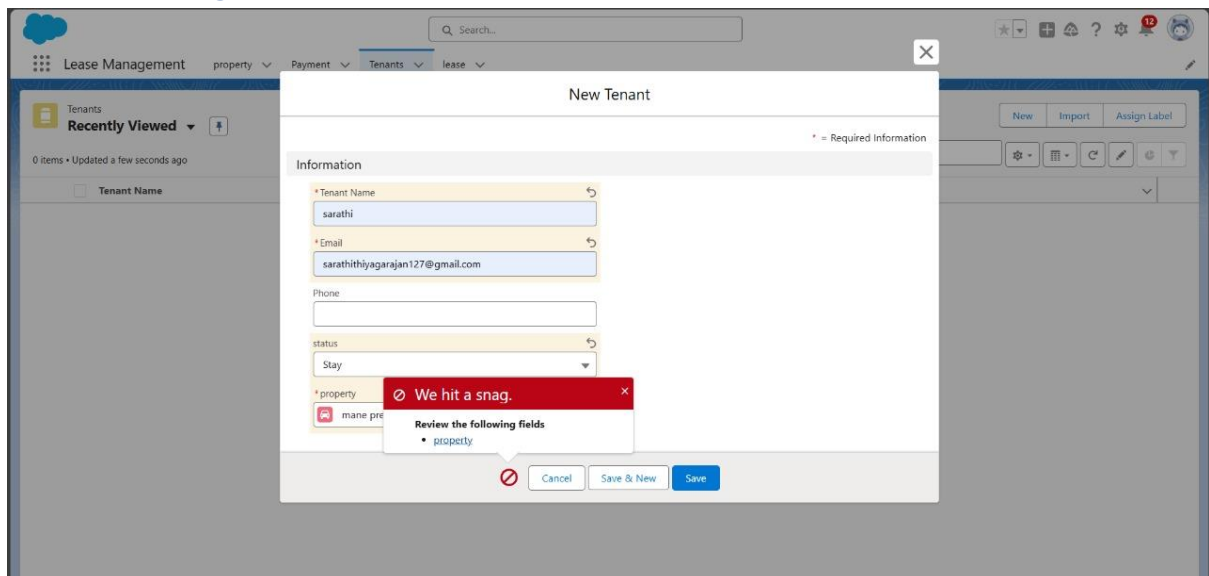 Search...
12
Lease Management property Payment Tenants lease
Tenants
Recently Viewed
New Import Assign Label
0 items • Updated a few seconds ago
Tenant Name
New Tenant
* = Required Information
Information
*Tenant Name
sarathi
*Email
sarathithiyagarajan127@gmail.com
Phone
status
Stay
*property
mane pre
We hit a snag.
Review the following fields
• property
Cancel Save & New Save